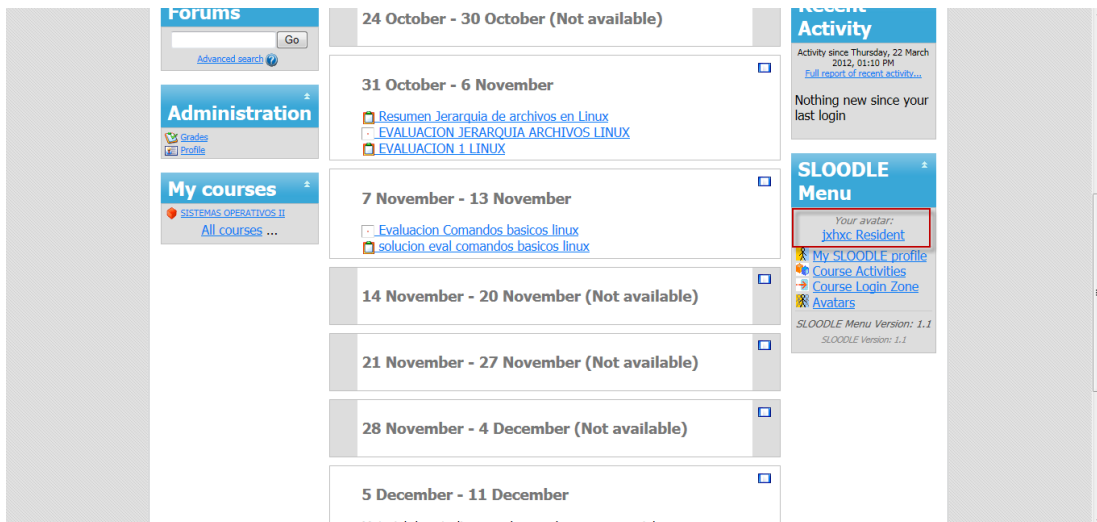 Forums
Go
Advanced search
Administration
Grades
Profile
My courses
SISTEMAS OPERATIVOS II
All courses ...
24 October - 30 October (Not available)
31 October - 6 November
Resumen Jerarquia de archivos en Linux
EVALUACION JERARQUIA ARCHIVOS LINUX
EVALUACION 1 LINUX
7 November - 13 November
Evaluacion Comandos basicos linux
solucion eval comandos basicos linux
14 November - 20 November (Not available)
21 November - 27 November (Not available)
28 November - 4 December (Not available)
5 December - 11 December
Recent
Activity
Activity since Thursday, 22 March
2012, 01:10 PM
Full report of recent activity...
Nothing new since your
last login
SLOODLE
Menu
Your avatar:
jxhxc Resident
My SLOODLE profile
Course Activities
Course Login Zone
Avatars
SLOODLE Menu Version: 1.1
SLOODLE Version: 1.1